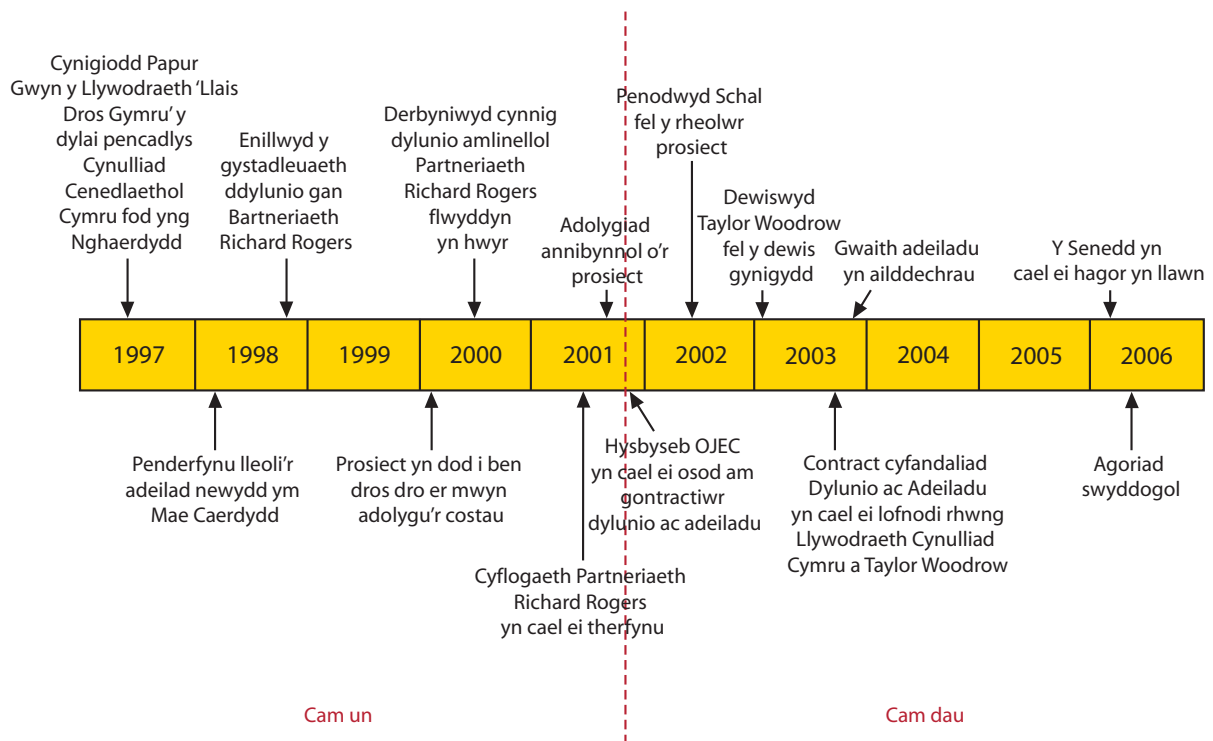 Cynigiodd Papur
Gwyn y Llywodraeth ‘Llais
Dros Gymru’ y
dylai pencadlys
Cynulliad
Cenedlaethol
Cymru fod yng
Nghaerdydd
Enillwyd y
gystadleuaeth
ddylunio gan
Bartneriaeth
Richard Rogers
Derbyniwyd cynnig
dylunio amlinellol
Partneriaeth
Richard Rogers
flwyddyn
yn hwyr
Adolygiad
annibynnol o’r
prosiect
Penodwyd Schal
fel y rheolwr
prosiect
Dewiswyd
Taylor Woodrow
fel y dewis
gynigydd
Gwaith adeiladu
yn ailddechrau
Y Senedd yn
cael ei hagor yn llawn
1997
1998
1999
2000
2001
2002
2003
2004
2005
2006
Penderfynu lleoli’r
adeilad newydd ym
Mae Caerdydd
Prosiect yn dod i ben
dros dro er mwyn
adolygu’r costau
Cyflogaeth Partneriaeth
Richard Rogers
yn cael ei therfynu
Hysbyseb OJEC
yn cael ei osod am
gontractiwr
dylunio ac adeiladu
Contract cyfandaliad
Dylunio ac Adeiladu
yn cael ei lofnodi rhwng
Llywodraeth Cynulliad
Cymru a Taylor Woodrow
Agoriad
swyddogol
Cam un
Cam dau